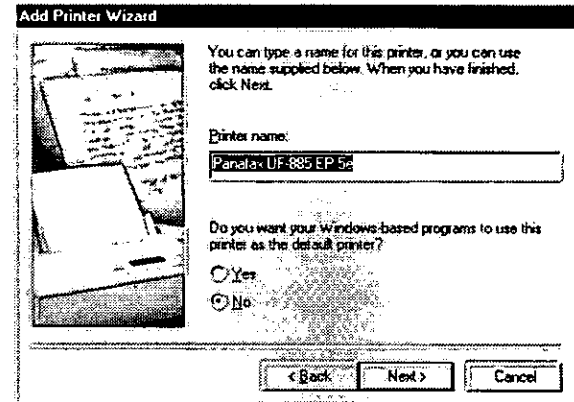 Add Printer Wizard
You can type a name for this printer, or you can use
the name supplied below. When you have finished,
click Next.
Printer name:
Panafax UF-885 EP 5e
Do you want your Windows-based programs to use this
printer as the default printer?
Yes
No
< Back
Next >
Cancel